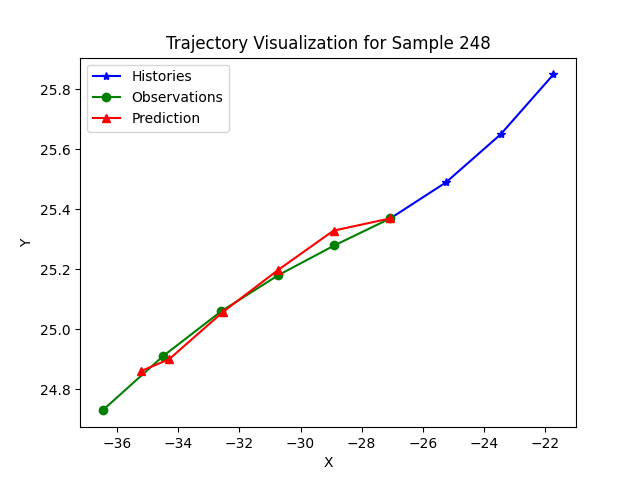 Trajectory Visualization for Sample 248
Histories
Observations
Prediction
25.8
25.6
25.4
25.2
25.0
24.8
Y
−36
−34
−32
−30
−28
−26
−24
−22
X